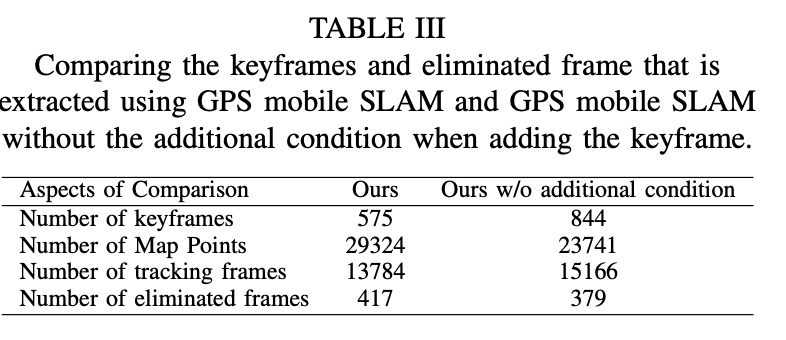 TABLE III
Comparing the keyframes and eliminated frame that is
extracted using GPS mobile SLAM and GPS mobile SLAM
without the additional condition when adding the keyframe.
Aspects of Comparison Ours Ours w/o additional condition
Number of keyframes 575 844
Number of Map Points 29324 23741
Number of tracking frames 13784 15166
Number of eliminated frames 417 379